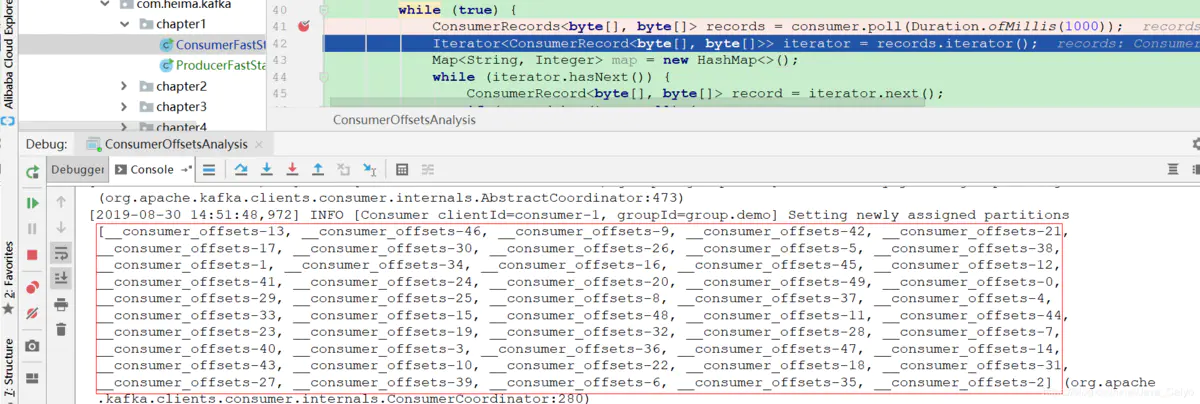 com.heima.kafka
chapter1
ConsumerFastSt
ProducerFastSta
chapter2
chapter3
chapter4
Alibaba Cloud Explorer
40 while (true) {
41 ConsumerRecords<byte[], byte[]> records = consumer.poll(Duration.ofMillis(1000)); records
42 Iterator<ConsumerRecord<byte[], byte[]>> iterator = records.iterator(); records: Consumer
43 Map<String, Integer> map = new HashMap<>();
44 while (iterator.hasNext()) {
45 ConsumerRecord<byte[], byte[]> record = iterator.next();
ConsumerOffsetsAnalysis
Debug: ConsumerOffsetsAnalysis
Debugger Console
(org.apache.kafka.clients.consumer.internals.AbstractCoordinator:473)
[2019-08-30 14:51:48,972] INFO [Consumer clientId=consumer-1, groupId=group.demo] Setting newly assigned partitions
[__consumer_offsets-13, __consumer_offsets-46, __consumer_offsets-9, __consumer_offsets-42, __consumer_offsets-21,
__consumer_offsets-17, __consumer_offsets-30, __consumer_offsets-26, __consumer_offsets-5, __consumer_offsets-38,
__consumer_offsets-1, __consumer_offsets-34, __consumer_offsets-16, __consumer_offsets-45, __consumer_offsets-12,
__consumer_offsets-41, __consumer_offsets-24, __consumer_offsets-20, __consumer_offsets-49, __consumer_offsets-0,
__consumer_offsets-29, __consumer_offsets-25, __consumer_offsets-8, __consumer_offsets-37, __consumer_offsets-4,
__consumer_offsets-33, __consumer_offsets-15, __consumer_offsets-48, __consumer_offsets-11, __consumer_offsets-44,
__consumer_offsets-23, __consumer_offsets-19, __consumer_offsets-32, __consumer_offsets-28, __consumer_offsets-7,
__consumer_offsets-40, __consumer_offsets-3, __consumer_offsets-36, __consumer_offsets-47, __consumer_offsets-14,
__consumer_offsets-43, __consumer_offsets-10, __consumer_offsets-22, __consumer_offsets-18, __consumer_offsets-31,
__consumer_offsets-27, __consumer_offsets-39, __consumer_offsets-6, __consumer_offsets-35, __consumer_offsets-2] (org.apache
.kafka.clients.consumer.internals.ConsumerCoordinator:280)
2: Favorites
7: Structure